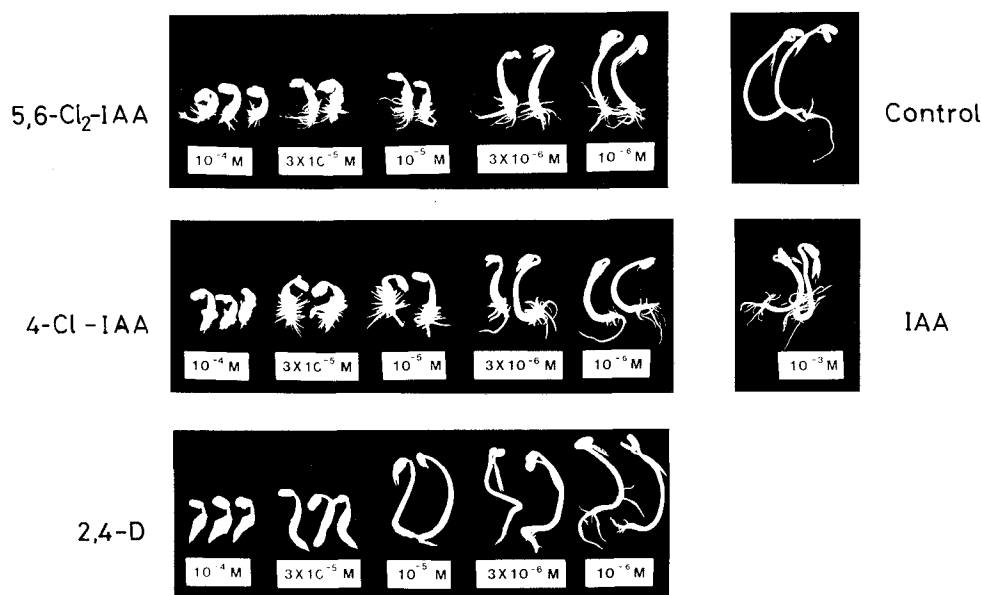 5,6-Cl₂-IAA
10⁻⁴ M 3X10⁻⁵ M 10⁻⁵ M 3X10⁻⁶ M 10⁻⁶ M
Control
4-Cl-IAA
10⁻⁴ M 3X10⁻⁵ M 10⁻⁵ M 3X10⁻⁶ M 10⁻⁶ M
IAA
10⁻³ M
2,4-D
10⁻⁴ M 3X10⁻⁵ M 10⁻⁵ M 3X10⁻⁶ M 10⁻⁶ M